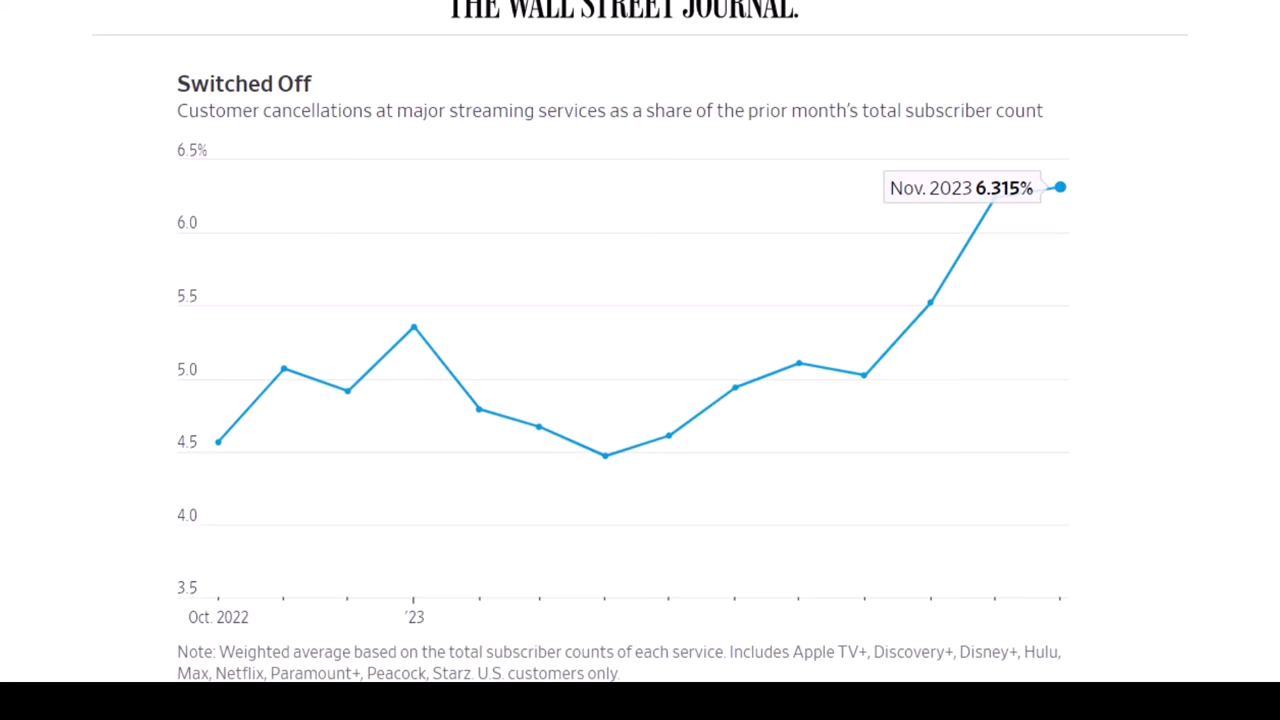 THE WALL STREET JOURNAL.
Switched Off
Customer cancellations at major streaming services as a share of the prior month's total subscriber count
6.5%
Nov. 2023 6.315%
6.0
5.5
5.0
4.5
4.0
3.5
Oct. 2022
'23
Note: Weighted average based on the total subscriber counts of each service. Includes Apple TV+, Discovery+, Disney+, Hulu,
Max, Netflix, Paramount+, Peacock, Starz. U.S. customers only.